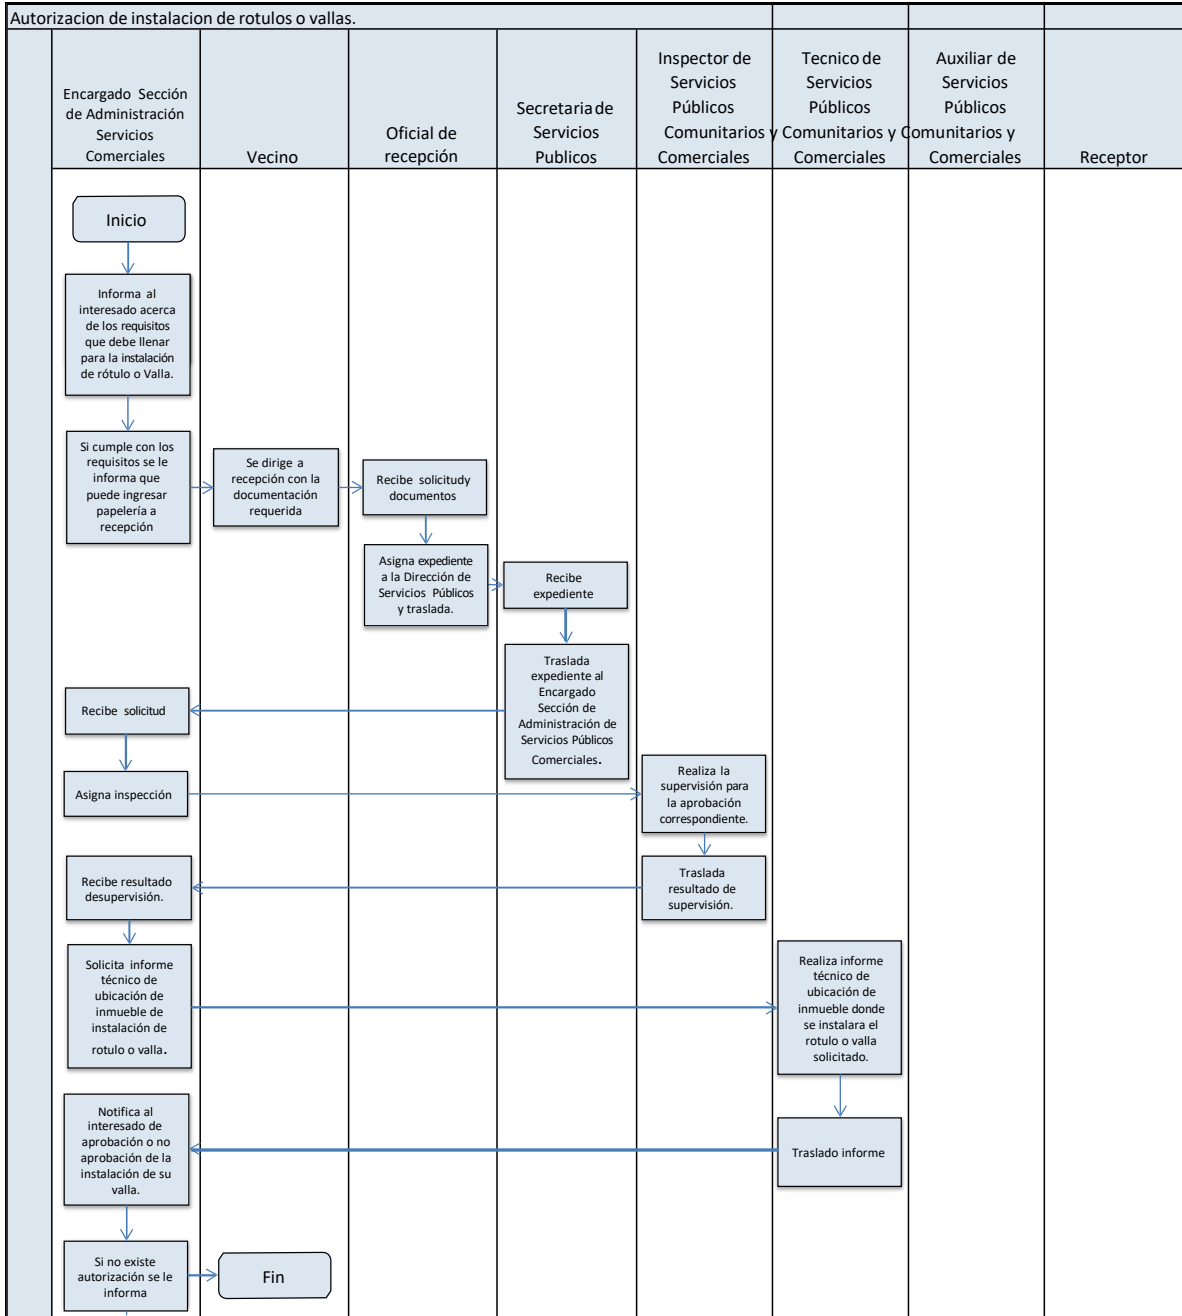 Autorizacion de instalacion de rotulos o vallas.
Encargado Sección
de Administración
Servicios
Comerciales
Vecino
Oficial de
recepción
Secretaria de
Servicios
Publicos
Inspector de
Servicios
Públicos
Comunitarios y
Comerciales
Tecnico de
Servicios
Públicos
Comunitarios y
Comerciales
Auxiliar de
Servicios
Públicos
Comunitarios y
Comerciales
Receptor
Inicio
Informa al
interesado acerca
de los requisitos
que debe llenar
para la instalación
de rótulo o Valla.
Si cumple con los
requisitos se le
informa que
puede ingresar
papelería a
recepción
Se dirige a
recepción con la
documentación
requerida
Recibe solicitudy
documentos
Asigna expediente
a la Dirección de
Servicios Públicos
y traslada.
Recibe
expediente
Traslada
expediente al
Encargado
Sección de
Administración de
Servicios Públicos
Comerciales.
Recibe solicitud
Asigna inspección
Realiza la
supervisión para
la aprobación
correspondiente.
Traslada
resultado de
supervisión.
Recibe resultado
desupervisión.
Solicita informe
técnico de
ubicación de
inmueble de
instalación de
rotulo o valla.
Realiza informe
técnico de
ubicación de
inmueble donde
se instalara el
rotulo o valla
solicitado.
Traslado informe
Notifica al
interesado de
aprobación o no
aprobación de la
instalación de su
valla.
Si no existe
autorización se le
informa
Fin